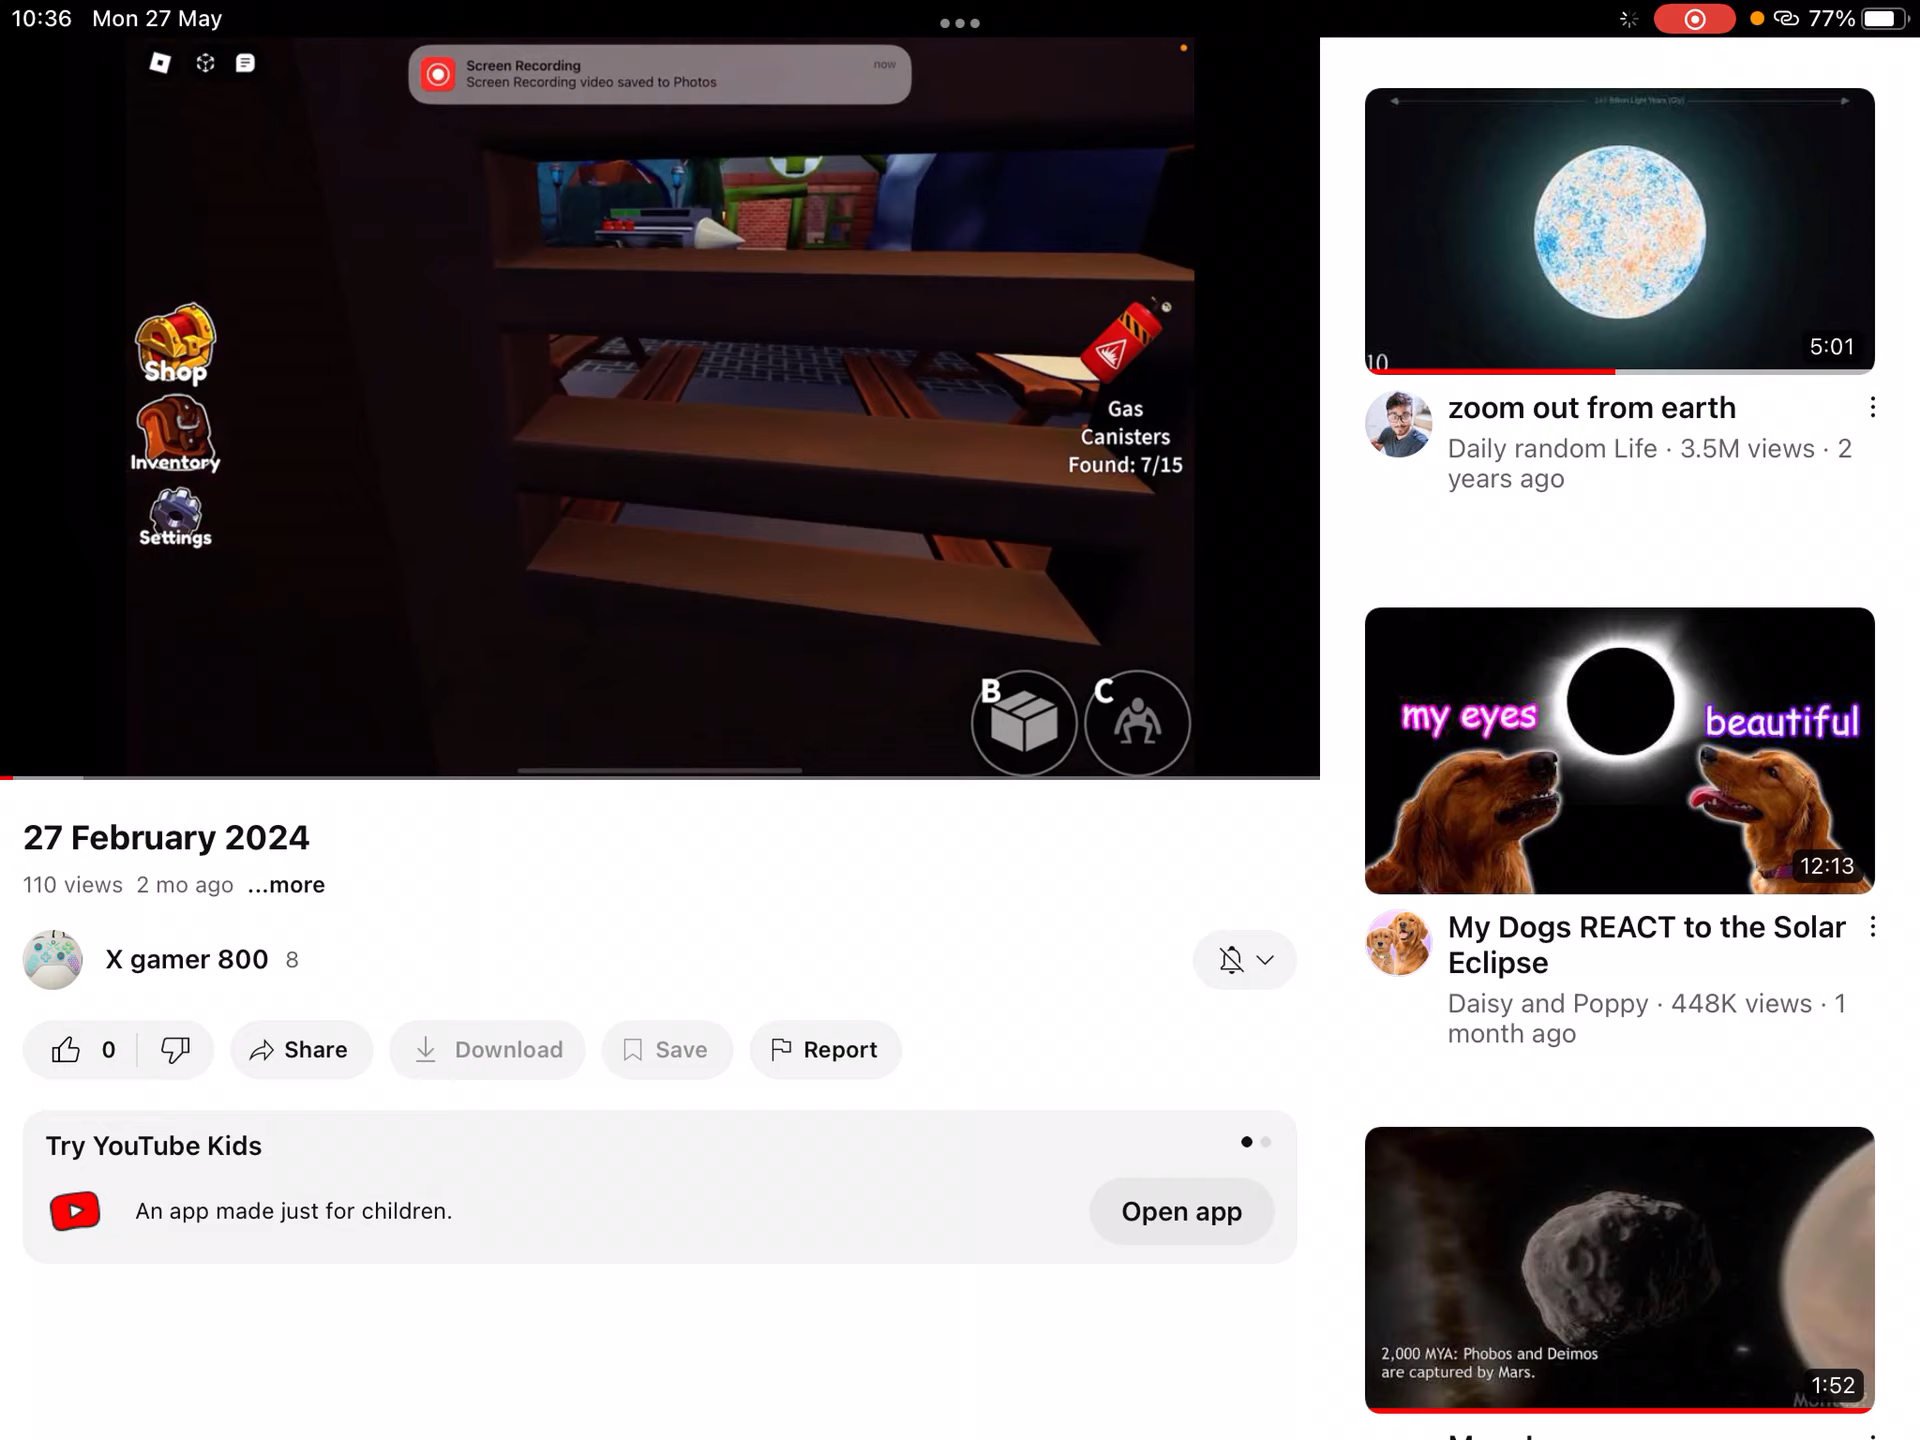 10:36 Mon 27 May
77%
Screen Recording
now
Screen Recording video saved to Photos
Shop
Inventory
Settings
Gas
Canisters
Found: 7/15
B
C
27 February 2024
110 views 2 mo ago ...more
X gamer 800 8
0
Share
Download
Save
Report
Try YouTube Kids
An app made just for children.
Open app
10
5:01
zoom out from earth
Daily random Life · 3.5M views · 2
years ago
my eyes
beautiful
12:13
My Dogs REACT to the Solar
Eclipse
Daisy and Poppy · 448K views · 1
month ago
2,000 MYA: Phobos and Deimos
are captured by Mars.
1:52